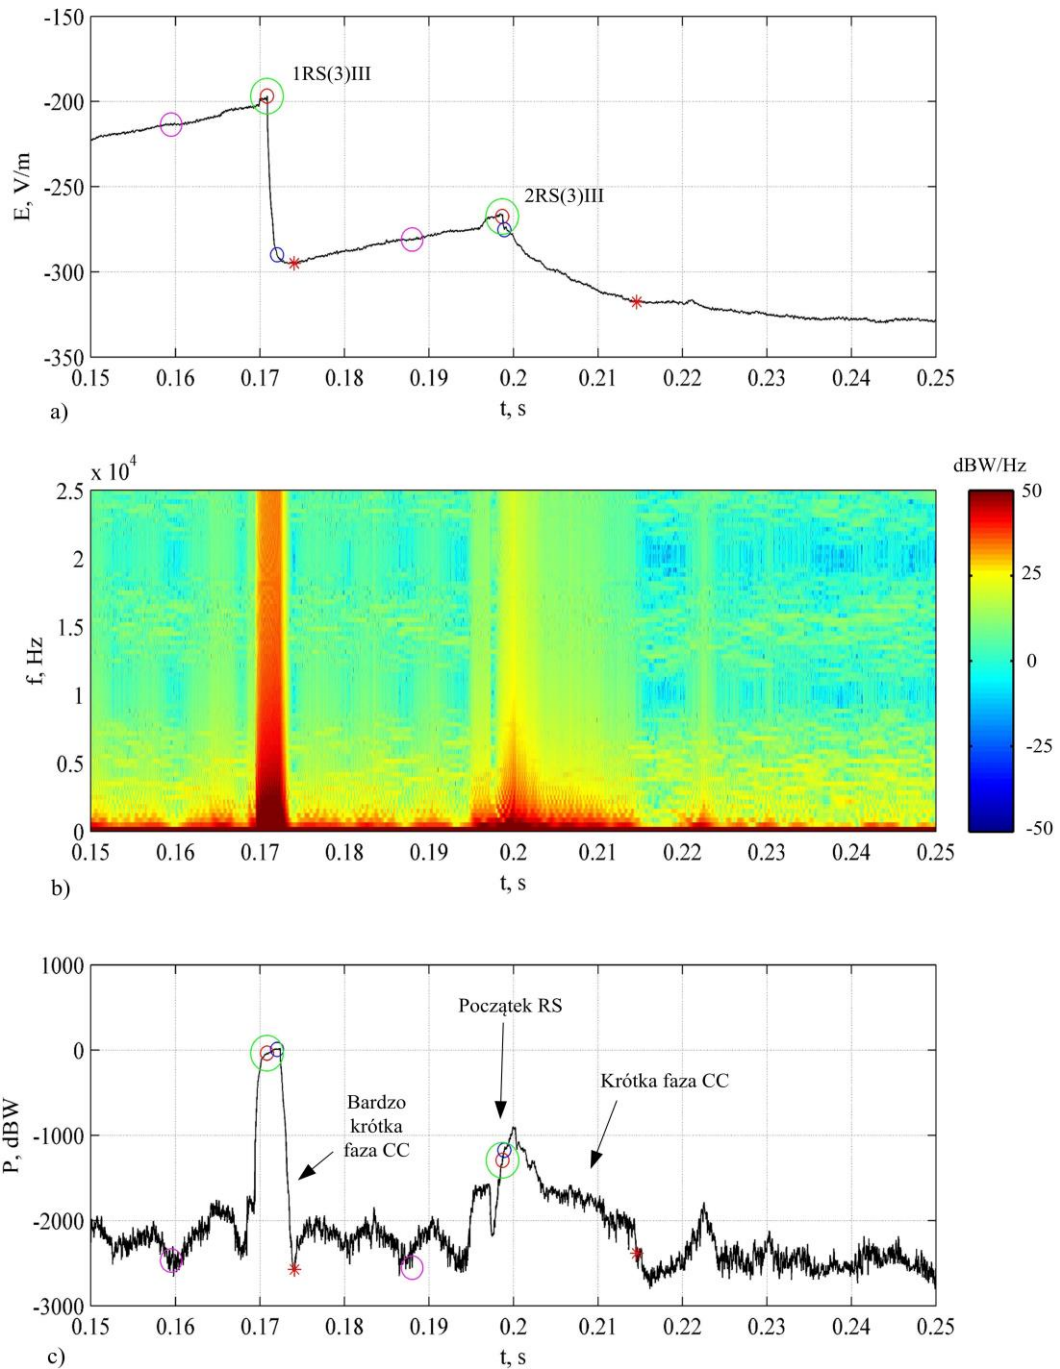 -150
-200
-250
-300
-350
E, V/m
1RS(3)III
2RS(3)III
0.15 0.16 0.17 0.18 0.19 0.2 0.21 0.22 0.23 0.24 0.25
t, s
a)
x 10^4
dBW/Hz
2.5
2
1.5
1
0.5
0
f, Hz
50
25
0
-25
-50
0.15 0.16 0.17 0.18 0.19 0.2 0.21 0.22 0.23 0.24 0.25
t, s
b)
1000
0
-1000
-2000
-3000
P, dBW
Początek RS
Krótka faza CC
Bardzo
krótka
faza CC
0.15 0.16 0.17 0.18 0.19 0.2 0.21 0.22 0.23 0.24 0.25
t, s
c)